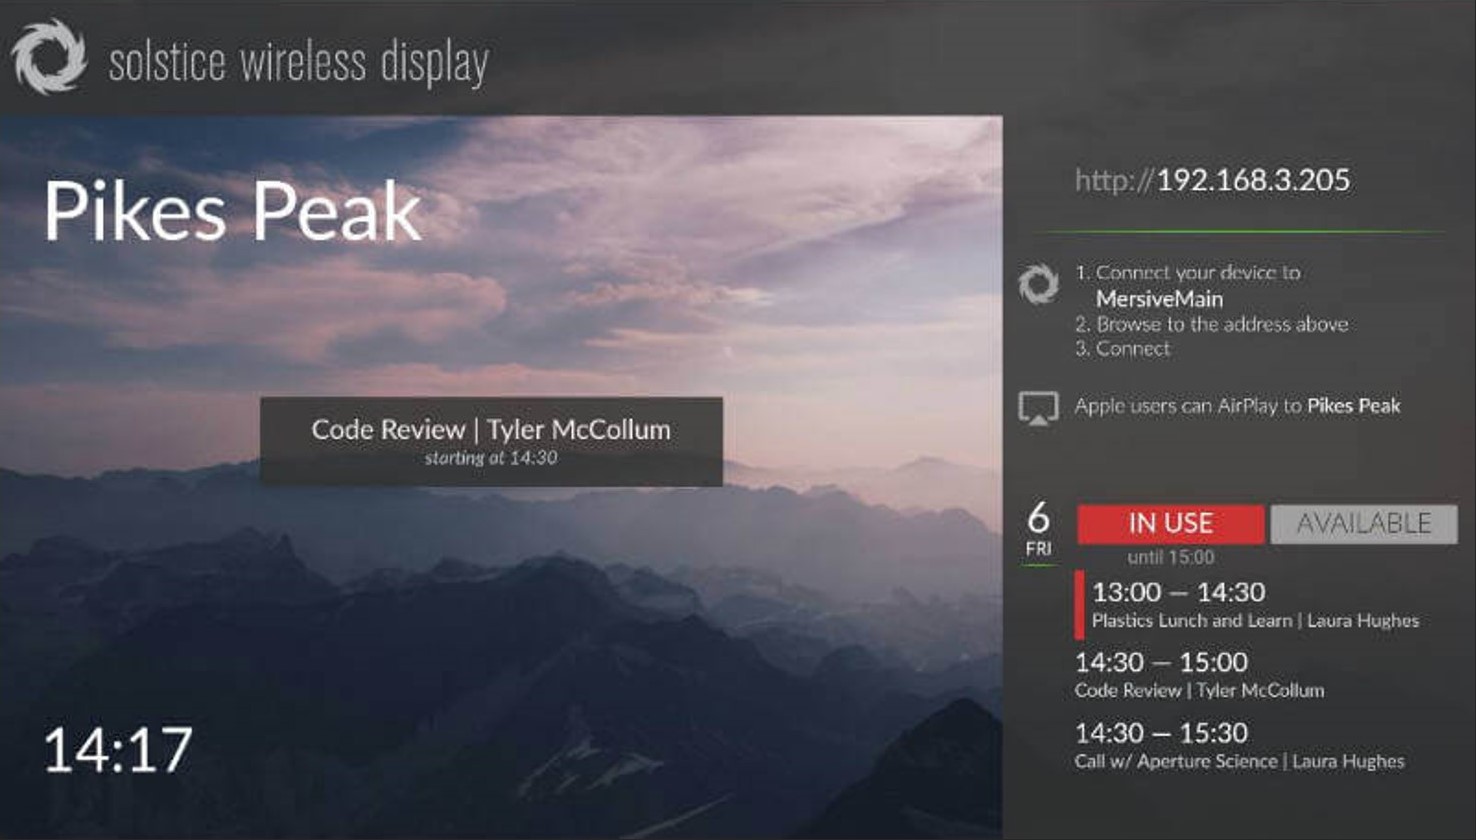 solstice wireless display
Pikes Peak
Code Review | Tyler McCollum
starting at 14:30
14:17
http://192.168.3.205
1. Connect your device to
MersiveMain
2. Browse to the address above
3. Connect
Apple users can AirPlay to Pikes Peak
6
FRI
IN USE
AVAILABLE
until 15:00
13:00 — 14:30
Plastics Lunch and Learn | Laura Hughes
14:30 — 15:00
Code Review | Tyler McCollum
14:30 — 15:30
Call w/ Aperture Science | Laura Hughes